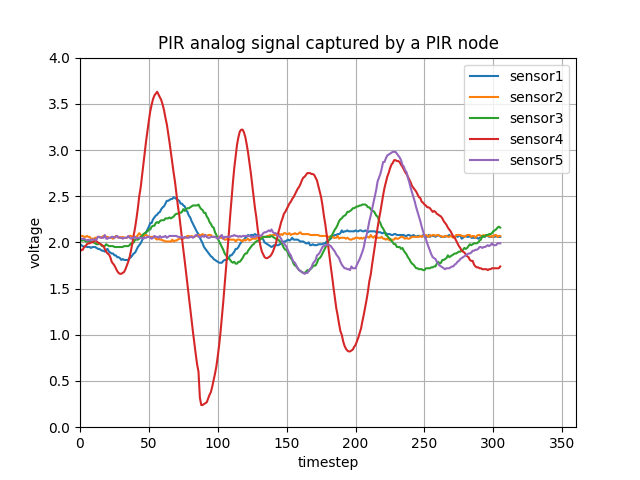 PIR analog signal captured by a PIR node
4.0
3.5
3.0
2.5
2.0
1.5
1.0
0.5
0.0
voltage
sensor1
sensor2
sensor3
sensor4
sensor5
0 50 100 150 200 250 300 350
timestep